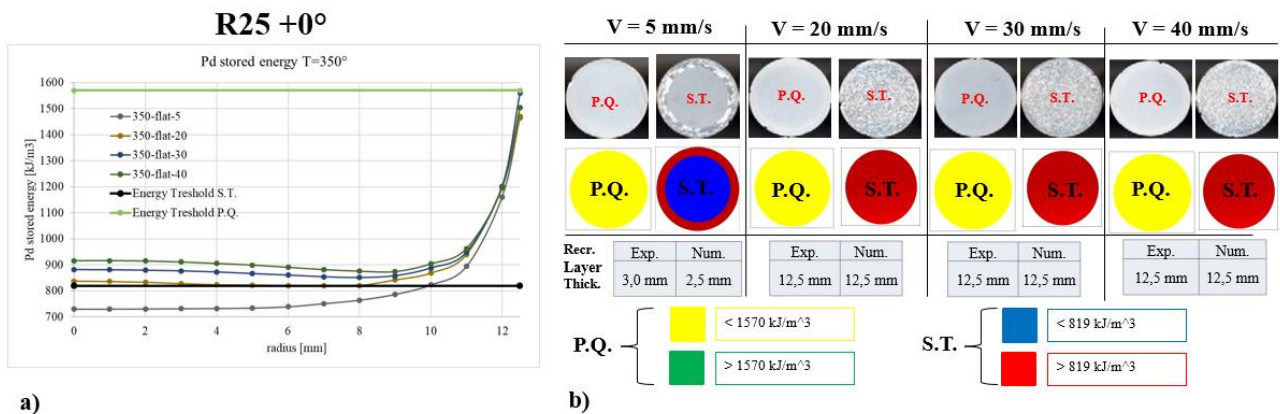 R25 +0°
Pd stored energy T=350°
Pd stored energy [kJ/m3]
1600
1500
1400
1300
1200
1100
1000
900
800
700
350-flat-5
350-flat-20
350-flat-30
350-flat-40
Energy Treshold S.T.
Energy Treshold P.Q.
0 2 4 6 8 10 12
radius [mm]
a)
V = 5 mm/s V = 20 mm/s V = 30 mm/s V = 40 mm/s
P.Q. S.T. P.Q. S.T. P.Q. S.T. P.Q. S.T.
P.Q. S.T. P.Q. S.T. P.Q. S.T. P.Q. S.T.
Recr.
Layer
Thick.
Exp. Num. Exp. Num. Exp. Num. Exp. Num.
3,0 mm 2,5 mm 12,5 mm 12,5 mm 12,5 mm 12,5 mm 12,5 mm 12,5 mm
P.Q.
< 1570 kJ/m^3
> 1570 kJ/m^3
S.T.
< 819 kJ/m^3
> 819 kJ/m^3
b)